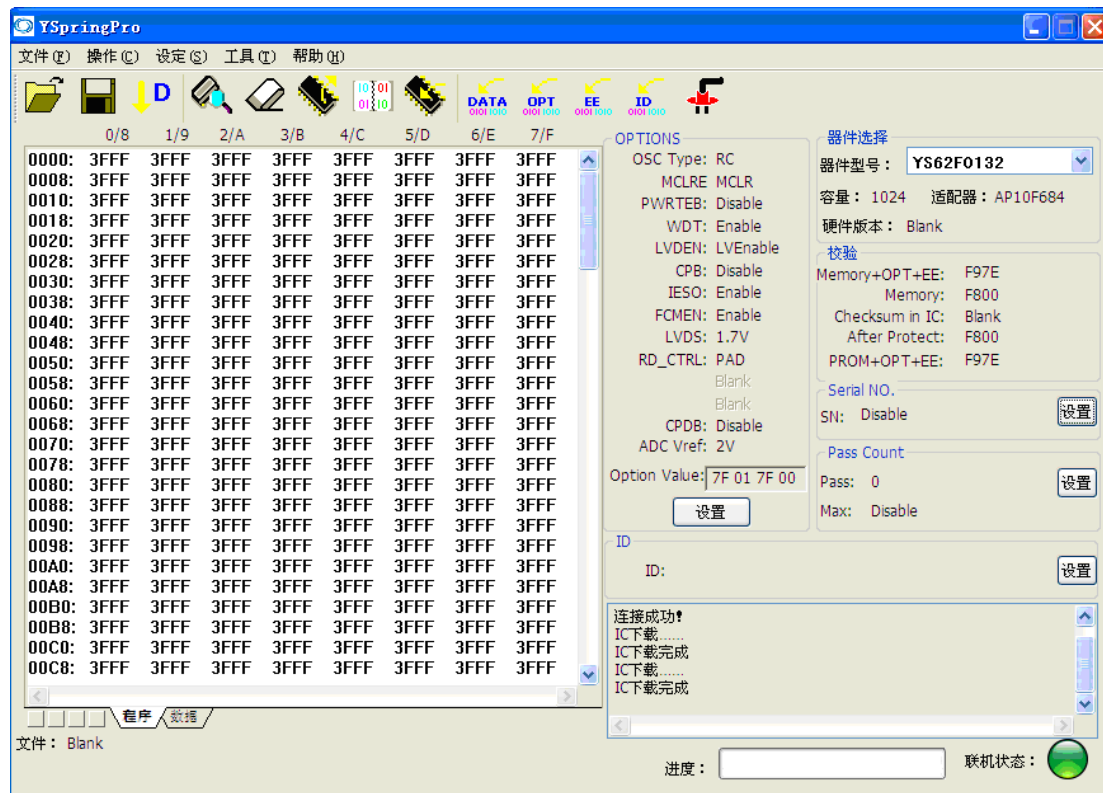 YSpringPro
文件(F) 操作(C) 设定(S) 工具(T) 帮助(H)
D DATA 0101 1010 OPT 0101 1010 EE 0101 1010 ID 0101 1010
0/8 1/9 2/A 3/B 4/C 5/D 6/E 7/F
0000: 3FFF 3FFF 3FFF 3FFF 3FFF 3FFF 3FFF 3FFF
0008: 3FFF 3FFF 3FFF 3FFF 3FFF 3FFF 3FFF 3FFF
0010: 3FFF 3FFF 3FFF 3FFF 3FFF 3FFF 3FFF 3FFF
0018: 3FFF 3FFF 3FFF 3FFF 3FFF 3FFF 3FFF 3FFF
0020: 3FFF 3FFF 3FFF 3FFF 3FFF 3FFF 3FFF 3FFF
0028: 3FFF 3FFF 3FFF 3FFF 3FFF 3FFF 3FFF 3FFF
0030: 3FFF 3FFF 3FFF 3FFF 3FFF 3FFF 3FFF 3FFF
0038: 3FFF 3FFF 3FFF 3FFF 3FFF 3FFF 3FFF 3FFF
0040: 3FFF 3FFF 3FFF 3FFF 3FFF 3FFF 3FFF 3FFF
0048: 3FFF 3FFF 3FFF 3FFF 3FFF 3FFF 3FFF 3FFF
0050: 3FFF 3FFF 3FFF 3FFF 3FFF 3FFF 3FFF 3FFF
0058: 3FFF 3FFF 3FFF 3FFF 3FFF 3FFF 3FFF 3FFF
0060: 3FFF 3FFF 3FFF 3FFF 3FFF 3FFF 3FFF 3FFF
0068: 3FFF 3FFF 3FFF 3FFF 3FFF 3FFF 3FFF 3FFF
0070: 3FFF 3FFF 3FFF 3FFF 3FFF 3FFF 3FFF 3FFF
0078: 3FFF 3FFF 3FFF 3FFF 3FFF 3FFF 3FFF 3FFF
0080: 3FFF 3FFF 3FFF 3FFF 3FFF 3FFF 3FFF 3FFF
0088: 3FFF 3FFF 3FFF 3FFF 3FFF 3FFF 3FFF 3FFF
0090: 3FFF 3FFF 3FFF 3FFF 3FFF 3FFF 3FFF 3FFF
0098: 3FFF 3FFF 3FFF 3FFF 3FFF 3FFF 3FFF 3FFF
00A0: 3FFF 3FFF 3FFF 3FFF 3FFF 3FFF 3FFF 3FFF
00A8: 3FFF 3FFF 3FFF 3FFF 3FFF 3FFF 3FFF 3FFF
00B0: 3FFF 3FFF 3FFF 3FFF 3FFF 3FFF 3FFF 3FFF
00B8: 3FFF 3FFF 3FFF 3FFF 3FFF 3FFF 3FFF 3FFF
00C0: 3FFF 3FFF 3FFF 3FFF 3FFF 3FFF 3FFF 3FFF
00C8: 3FFF 3FFF 3FFF 3FFF 3FFF 3FFF 3FFF 3FFF
程序 数据
文件： Blank
OPTIONS
OSC Type: RC
MCLRE MCLR
PWRTEB: Disable
WDT: Enable
LVDEN: LVEnable
CPB: Disable
IESO: Enable
FCMEN: Enable
LVDS: 1.7V
RD_CTRL: PAD
Blank
Blank
CPDB: Disable
ADC Vref: 2V
Option Value: 7F 01 7F 00
设置
器件选择
器件型号： YS62F0132
容量： 1024 适配器：AP10F684
硬件版本： Blank
校验
Memory+OPT+EE: F97E
Memory: F800
Checksum in IC: Blank
After Protect: F800
PROM+OPT+EE: F97E
Serial NO.
SN: Disable 设置
Pass Count
Pass: 0 设置
Max: Disable
ID
ID: 设置
连接成功!
IC下载......
IC下载完成
IC下载......
IC下载完成
进度：
联机状态：